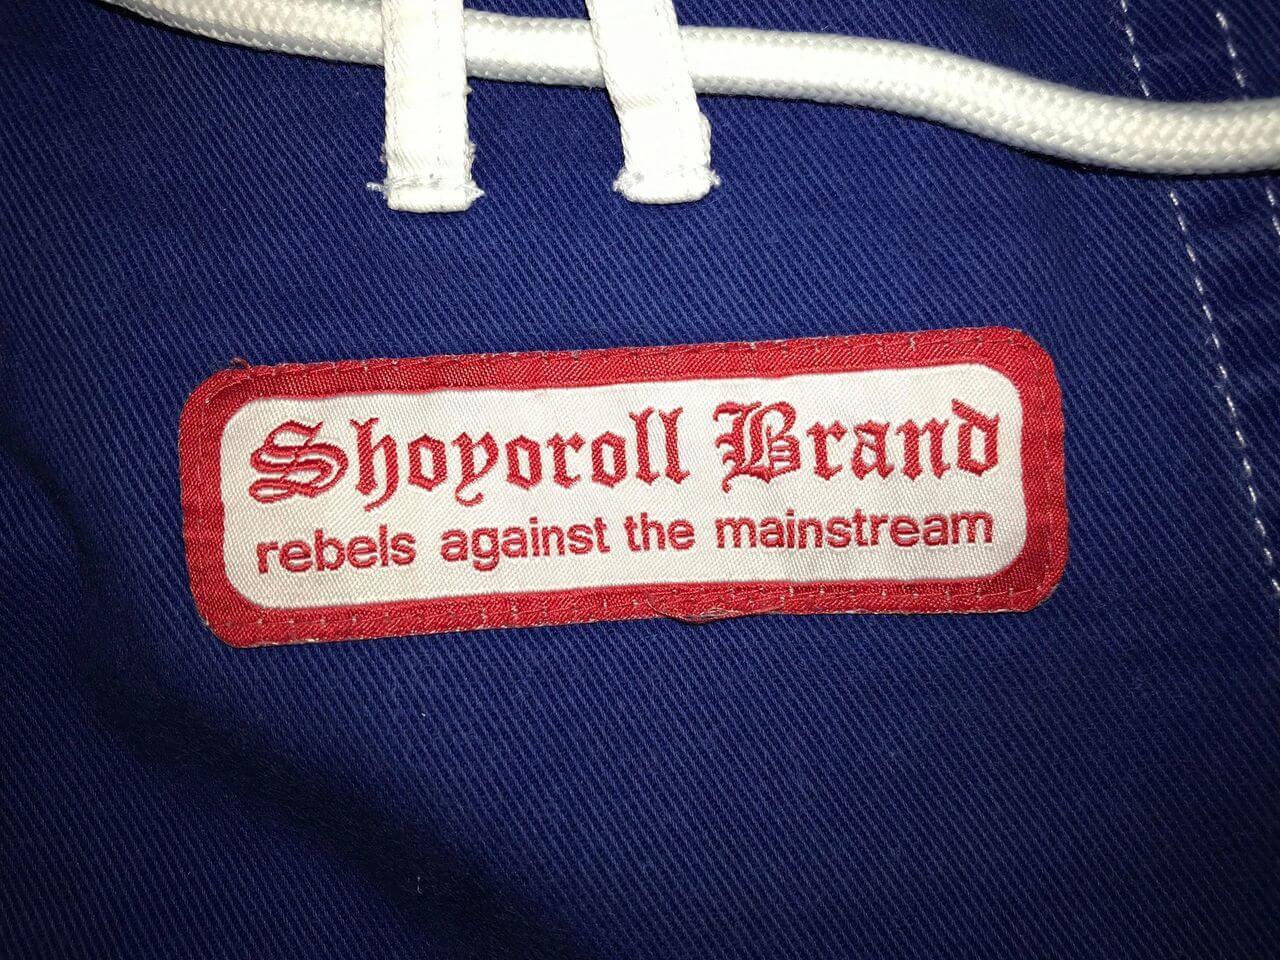 Shoyoroll Brand
rebels against the mainstream